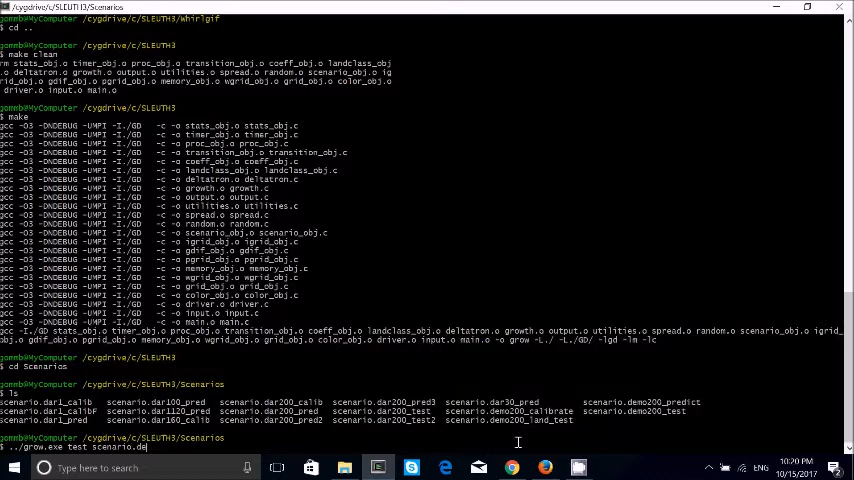 /cygdrive/c/SLEUTH3/Scenarios
gommb@MyComputer /cygdrive/c/SLEUTH3/Whirlgif
$ cd ..
gommb@MyComputer /cygdrive/c/SLEUTH3
$ make clean
rm stats_obj.o timer_obj.o proc_obj.o transition_obj.o coeff_obj.o landclass_obj
.o deltatron.o growth.o output.o utilities.o spread.o random.o scenario_obj.o ig
rid_obj.o gdif_obj.o pgrid_obj.o memory_obj.o wgrid_obj.o grid_obj.o color_obj.o
driver.o input.o main.o
gommb@MyComputer /cygdrive/c/SLEUTH3
$ make
gcc -O3 -DNDEBUG -UMPI -I./GD   -c -o stats_obj.o stats_obj.c
gcc -O3 -DNDEBUG -UMPI -I./GD   -c -o timer_obj.o timer_obj.c
gcc -O3 -DNDEBUG -UMPI -I./GD   -c -o proc_obj.o proc_obj.c
gcc -O3 -DNDEBUG -UMPI -I./GD   -c -o transition_obj.o transition_obj.c
gcc -O3 -DNDEBUG -UMPI -I./GD   -c -o coeff_obj.o coeff_obj.c
gcc -O3 -DNDEBUG -UMPI -I./GD   -c -o landclass_obj.o landclass_obj.c
gcc -O3 -DNDEBUG -UMPI -I./GD   -c -o deltatron.o deltatron.c
gcc -O3 -DNDEBUG -UMPI -I./GD   -c -o growth.o growth.c
gcc -O3 -DNDEBUG -UMPI -I./GD   -c -o output.o output.c
gcc -O3 -DNDEBUG -UMPI -I./GD   -c -o utilities.o utilities.c
gcc -O3 -DNDEBUG -UMPI -I./GD   -c -o spread.o spread.c
gcc -O3 -DNDEBUG -UMPI -I./GD   -c -o random.o random.c
gcc -O3 -DNDEBUG -UMPI -I./GD   -c -o scenario_obj.o scenario_obj.c
gcc -O3 -DNDEBUG -UMPI -I./GD   -c -o igrid_obj.o igrid_obj.c
gcc -O3 -DNDEBUG -UMPI -I./GD   -c -o gdif_obj.o gdif_obj.c
gcc -O3 -DNDEBUG -UMPI -I./GD   -c -o pgrid_obj.o pgrid_obj.c
gcc -O3 -DNDEBUG -UMPI -I./GD   -c -o memory_obj.o memory_obj.c
gcc -O3 -DNDEBUG -UMPI -I./GD   -c -o wgrid_obj.o wgrid_obj.c
gcc -O3 -DNDEBUG -UMPI -I./GD   -c -o grid_obj.o grid_obj.c
gcc -O3 -DNDEBUG -UMPI -I./GD   -c -o color_obj.o color_obj.c
gcc -O3 -DNDEBUG -UMPI -I./GD   -c -o driver.o driver.c
gcc -O3 -DNDEBUG -UMPI -I./GD   -c -o input.o input.c
gcc -O3 -DNDEBUG -UMPI -I./GD   -c -o main.o main.c
gcc -I./GD stats_obj.o timer_obj.o proc_obj.o transition_obj.o coeff_obj.o landclass_obj.o deltatron.o growth.o output.o utilities.o spread.o random.o scenario_obj.o igrid_
obj.o gdif_obj.o pgrid_obj.o memory_obj.o wgrid_obj.o grid_obj.o color_obj.o driver.o input.o main.o -o grow -L./ -L./GD/ -lgd -lm -lc
gommb@MyComputer /cygdrive/c/SLEUTH3
$ cd Scenarios
gommb@MyComputer /cygdrive/c/SLEUTH3/Scenarios
$ ls
scenario.dar1_calib   scenario.dar100_pred   scenario.dar200_calib   scenario.dar200_pred3   scenario.dar30_pred   scenario.demo200_predict
scenario.dar1_calibF   scenario.dar1120_pred   scenario.dar200_pred   scenario.dar200_test   scenario.demo200_calibrate   scenario.demo200_test
scenario.dar1_pred   scenario.dar160_calib   scenario.dar200_pred2   scenario.dar200_test2   scenario.demo200_land_test
gommb@MyComputer /cygdrive/c/SLEUTH3/Scenarios
$ ../grow.exe test scenario.de
Type here to search
ENG
10:20 PM
10/15/2017
2